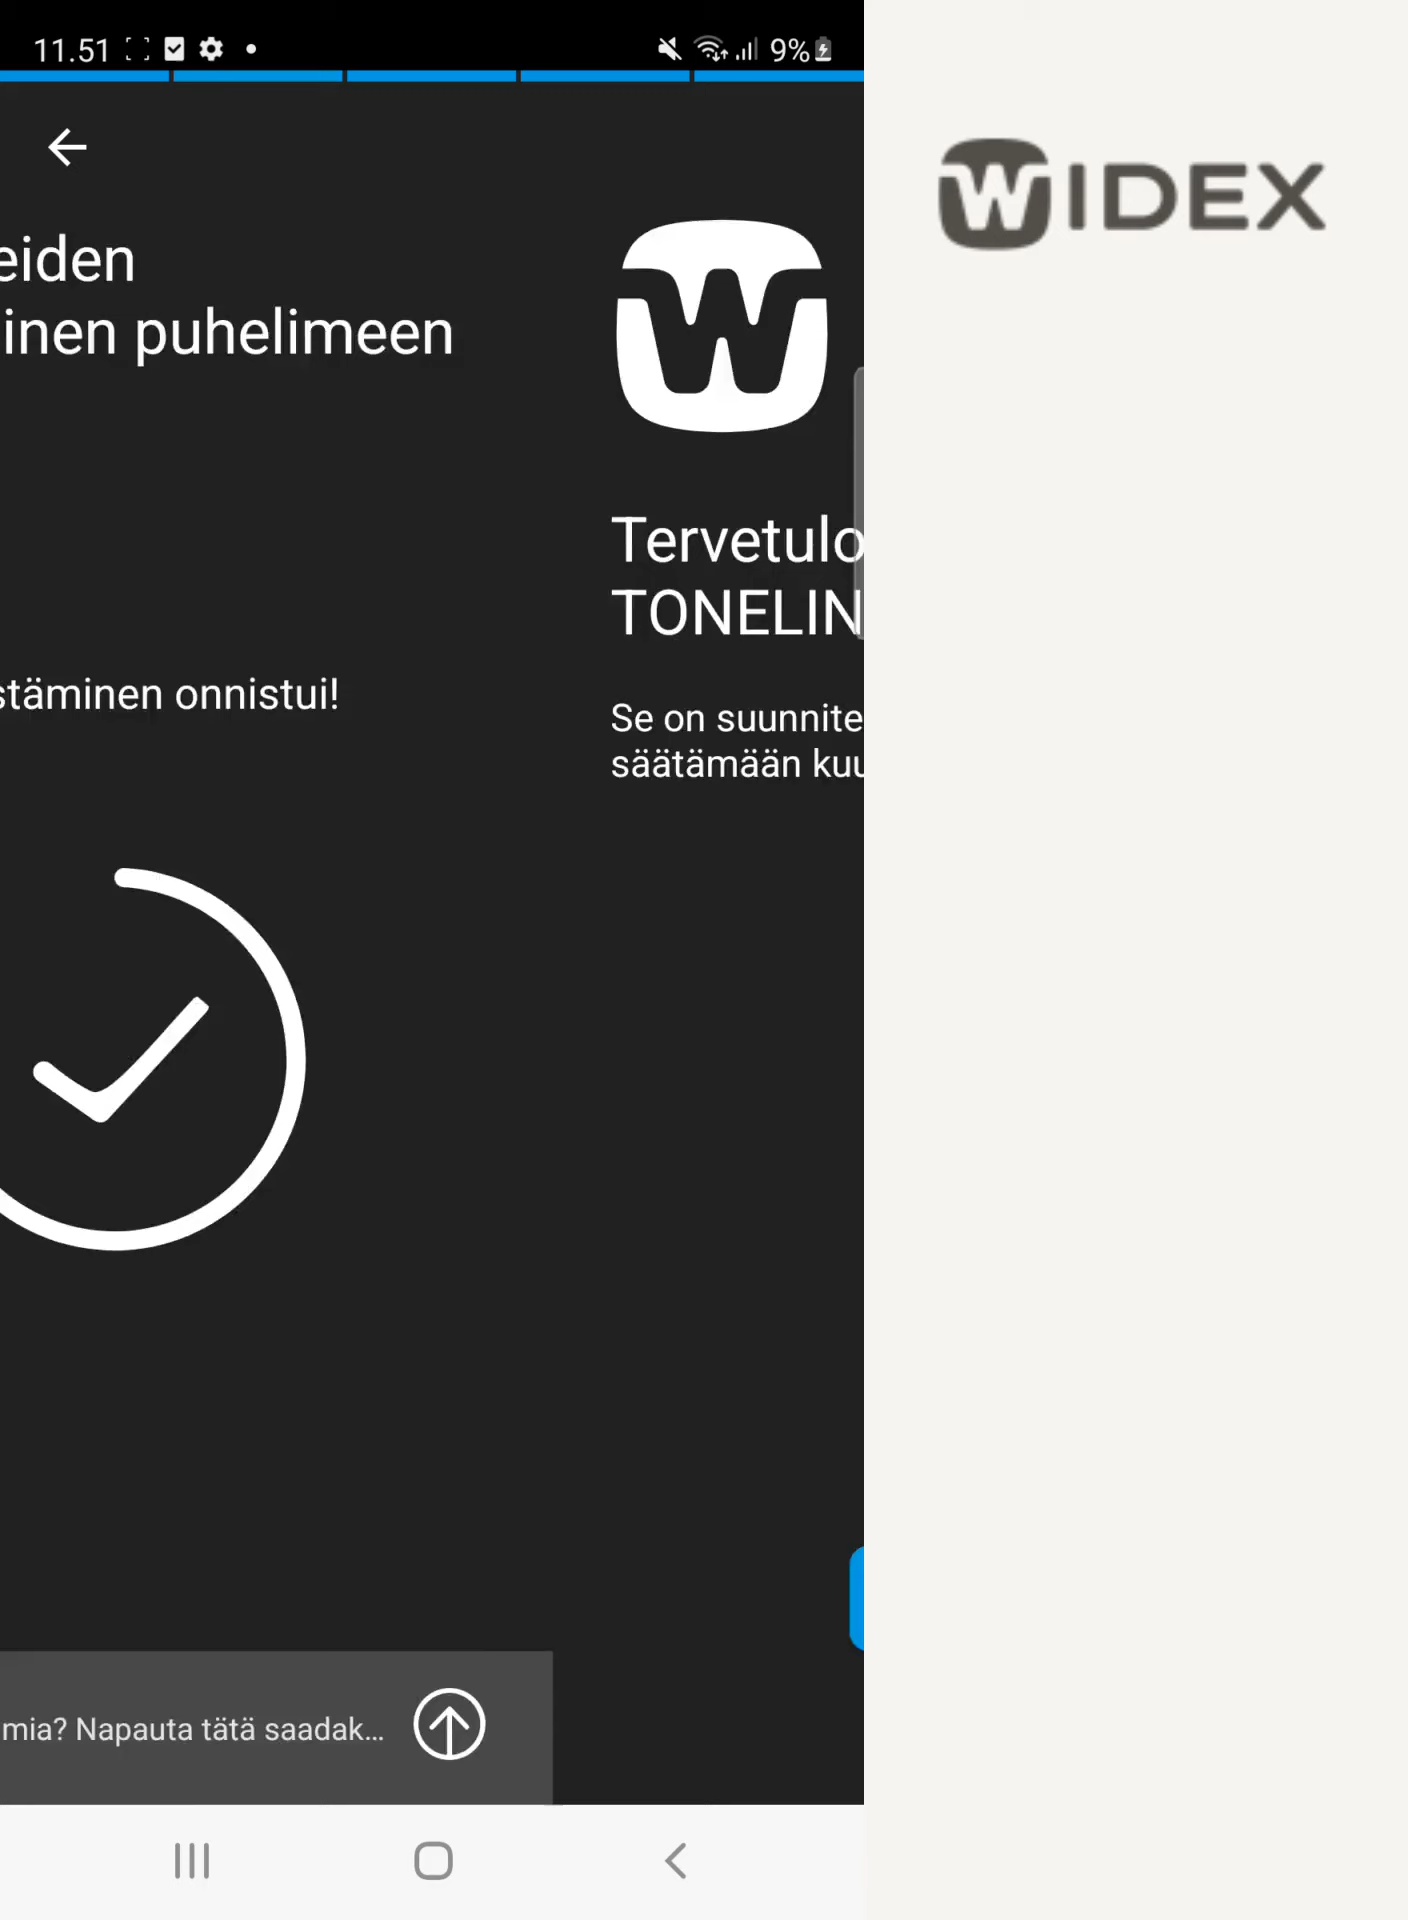 11.51
9%
WIDEX
eiden
inen puhelimeen
Tervetulo
TONELIN
stäminen onnistui!
Se on suunnite
säätämään kuu
mia? Napauta tätä saadak...